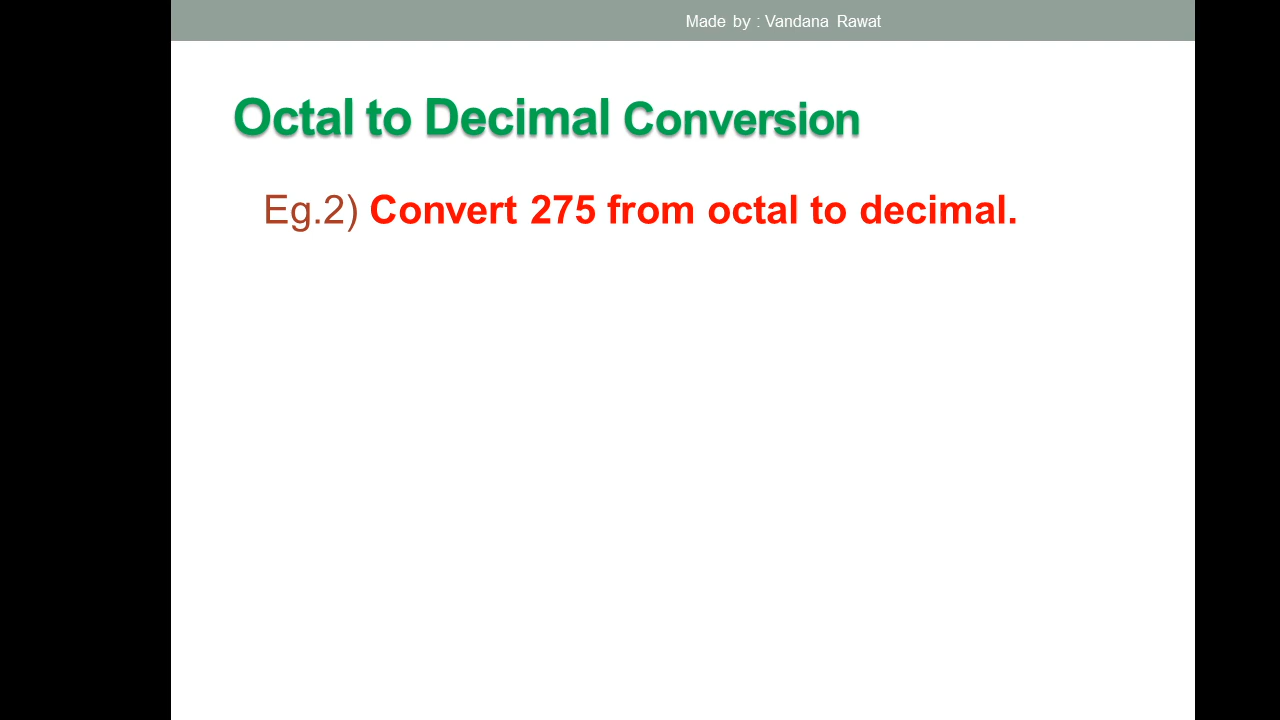 Made by : Vandana Rawat
Octal to Decimal Conversion
Eg.2) Convert 275 from octal to decimal.